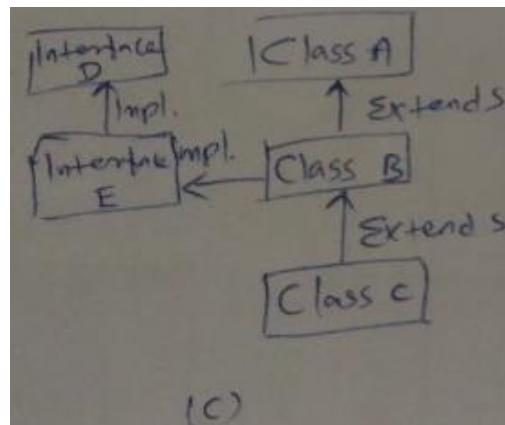 Interface
D
Class A
Impl.
Extends
Interface
E
Impl.
Class B
Extends
Class C
(C)